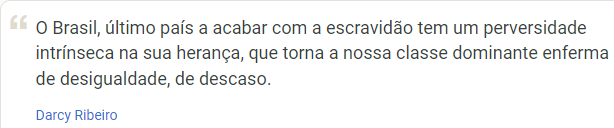 “
O Brasil, último país a acabar com a escravidão tem um perversidade
intrínseca na sua herança, que torna a nossa classe dominante enferma
de desigualdade, de descaso.
Darcy Ribeiro